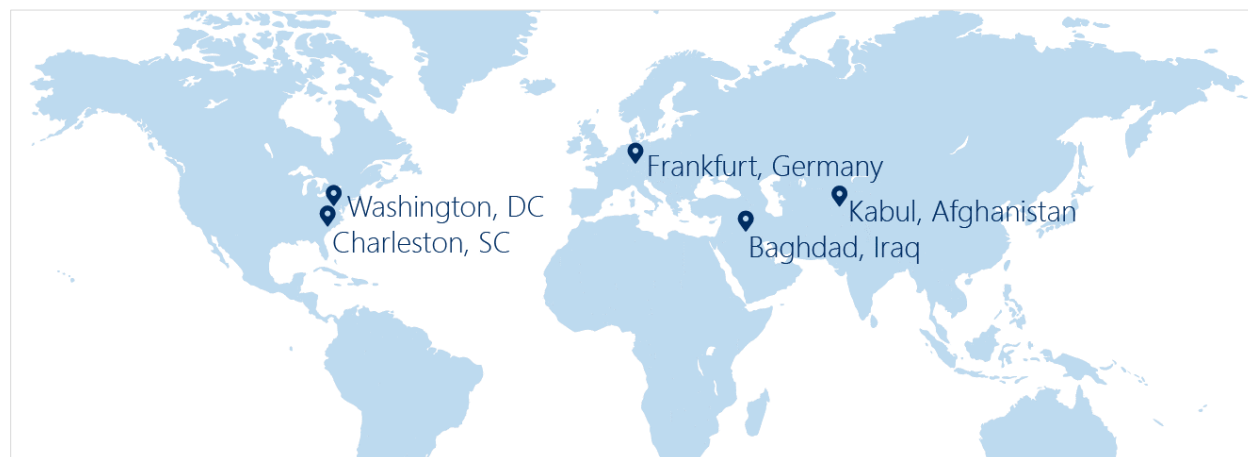 Frankfurt, Germany
Washington, DC
Kabul, Afghanistan
Charleston, SC
Baghdad, Iraq